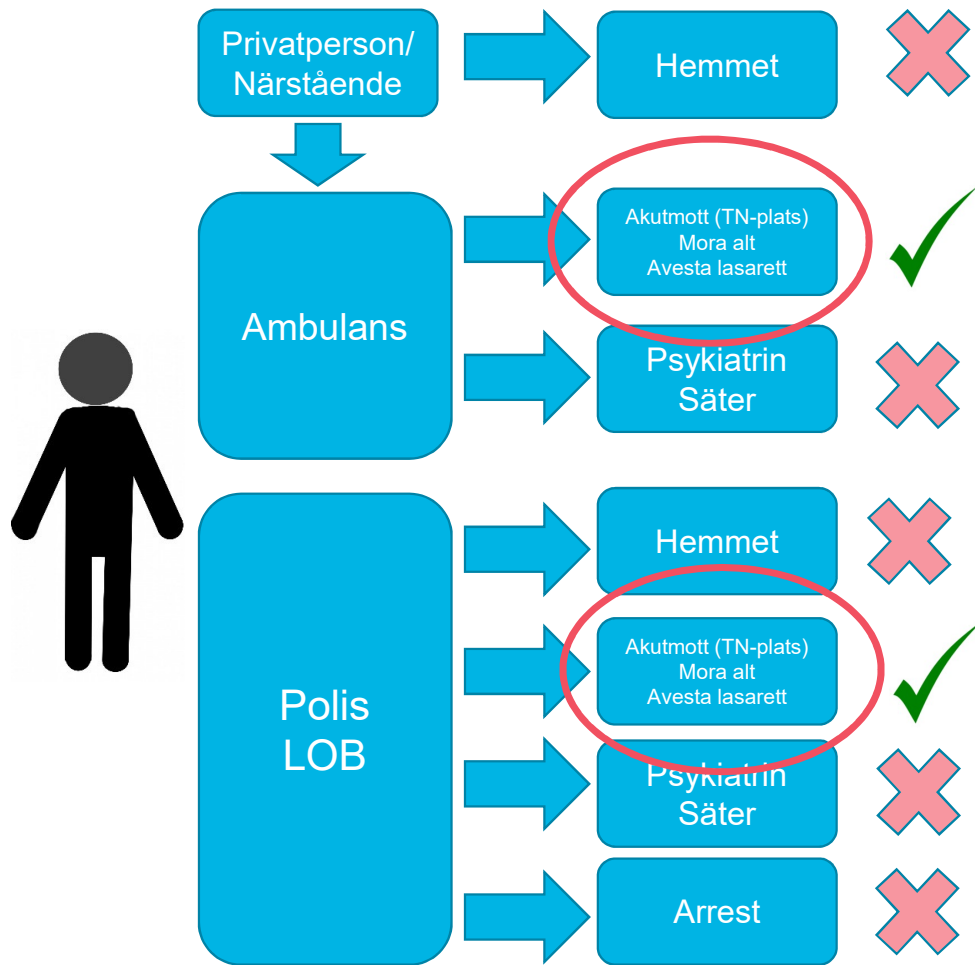 Privatperson/
Närstående
Hemmet
Ambulans
Akutmott (TN-plats)
Mora alt
Avesta lasarett
Psykiatrin
Säter
Polis
LOB
Hemmet
Akutmott (TN-plats)
Mora alt
Avesta lasarett
Psykiatrin
Säter
Arrest